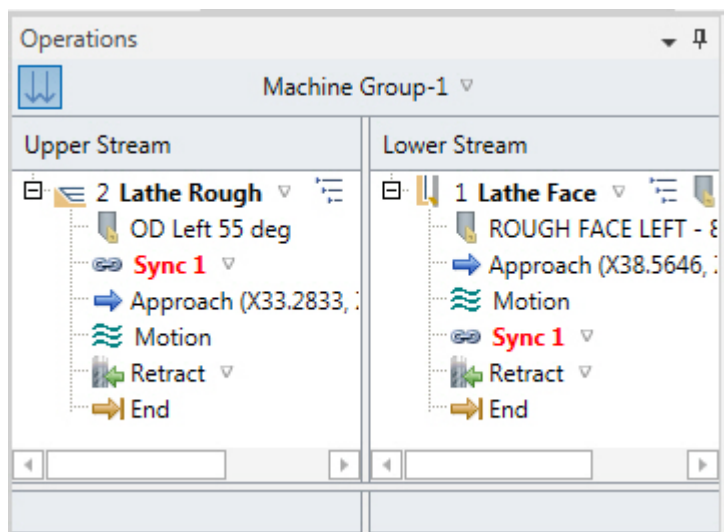 Operations
Machine Group-1
Upper Stream
Lower Stream
2 Lathe Rough
OD Left 55 deg
Sync 1
Approach (X33.2833,
Motion
Retract
End
1 Lathe Face
ROUGH FACE LEFT -
Approach (X38.5646,
Motion
Sync 1
Retract
End